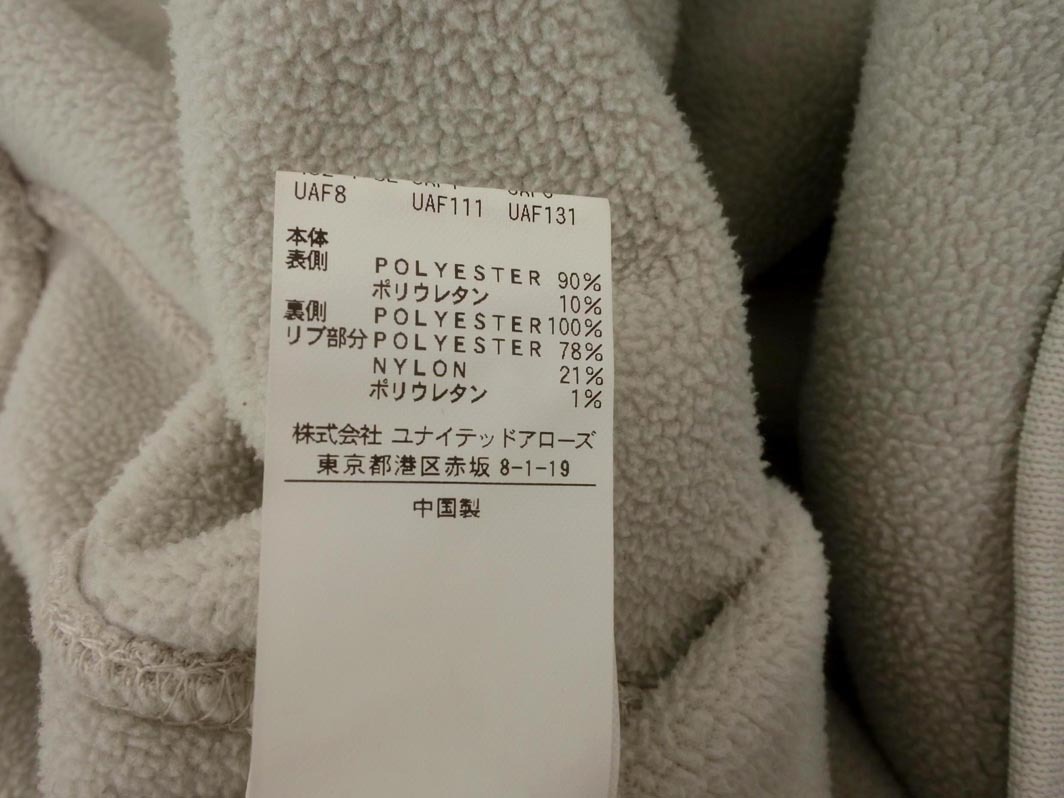 UAF8 UAF111 UAF131
本体
表側 POLYESTER 90%
ポリウレタン 10%
裏側 POLYESTER 100%
リブ部分 POLYESTER 78%
NYLON 21%
ポリウレタン 1%
株式会社 ユナイテッドアローズ
東京都港区赤坂 8-1-19
中国製